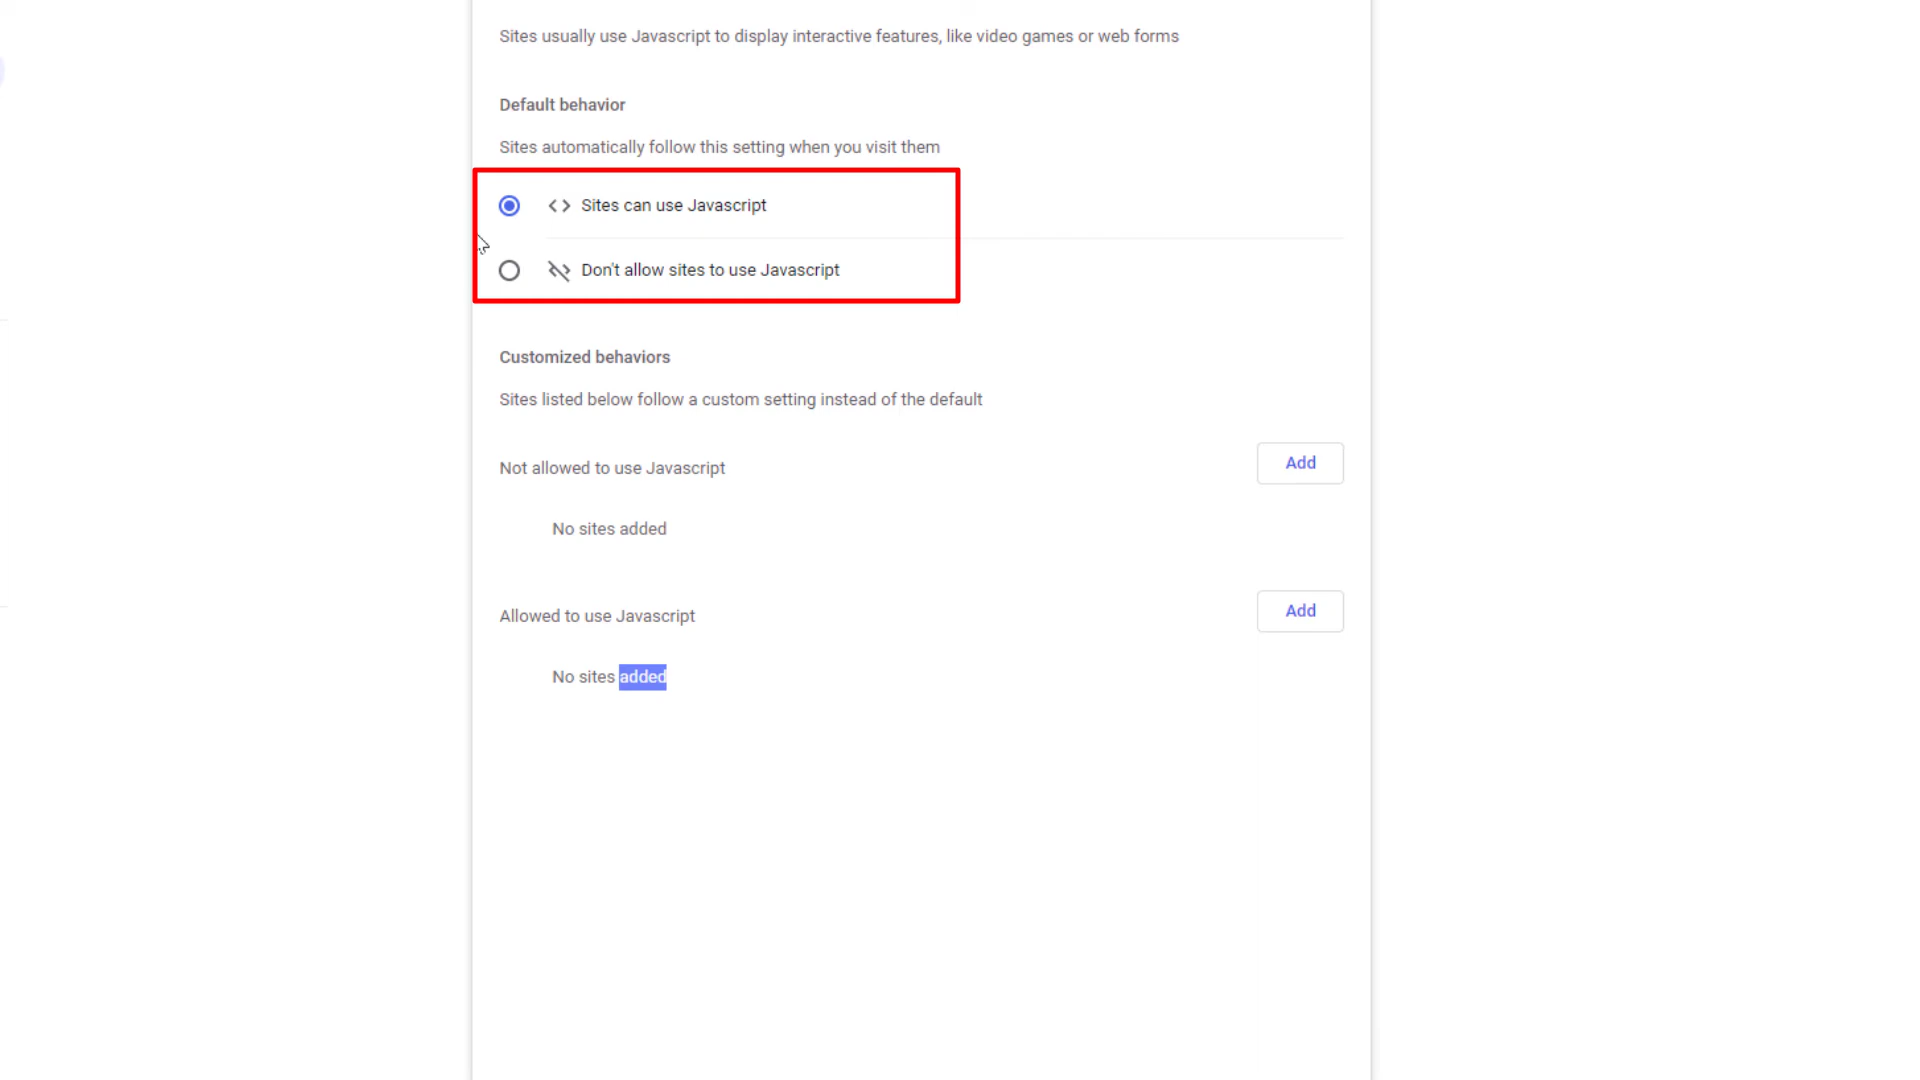 Sites usually use Javascript to display interactive features, like video games or web forms
Default behavior
Sites automatically follow this setting when you visit them
Sites can use Javascript
Don't allow sites to use Javascript
Customized behaviors
Sites listed below follow a custom setting instead of the default
Not allowed to use Javascript
Add
No sites added
Allowed to use Javascript
Add
No sites added